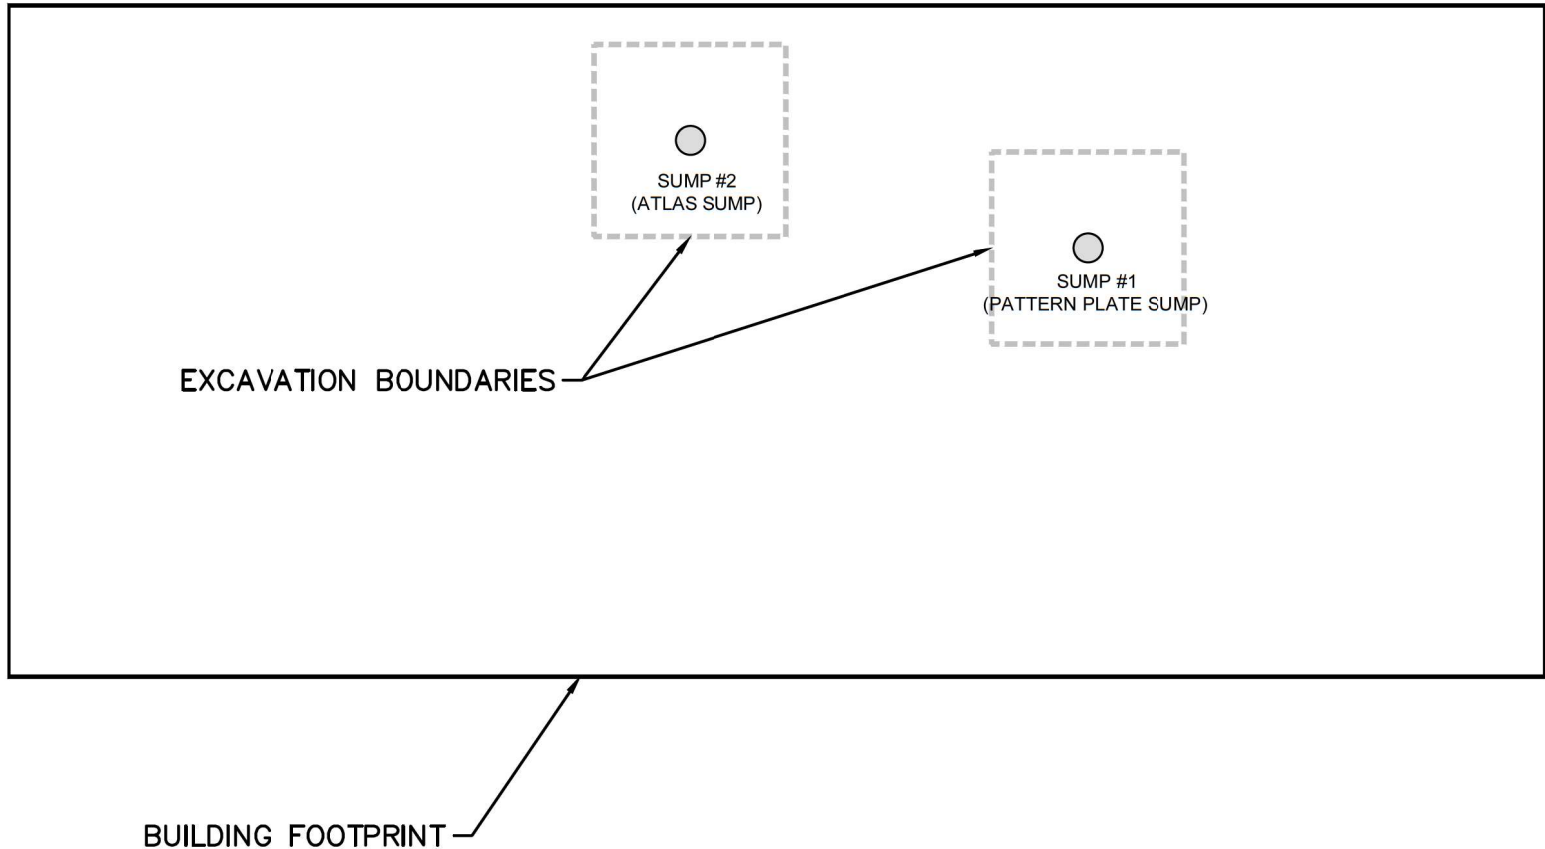 SUMP #2
(ATLAS SUMP)
SUMP #1
(PATTERN PLATE SUMP)
EXCAVATION BOUNDARIES
BUILDING FOOTPRINT